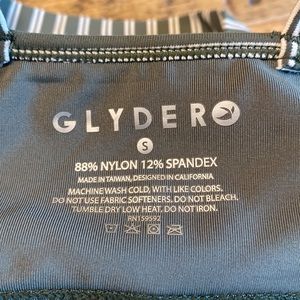 GLYDER
S
88% NYLON 12% SPANDEX
MADE IN TAIWAN, DESIGNED IN CALIFORNIA
MACHINE WASH COLD, WITH LIKE COLORS.
DO NOT USE FABRIC SOFTENERS. DO NOT BLEACH.
TUMBLE DRY LOW HEAT. DO NOT IRON.
RN159592